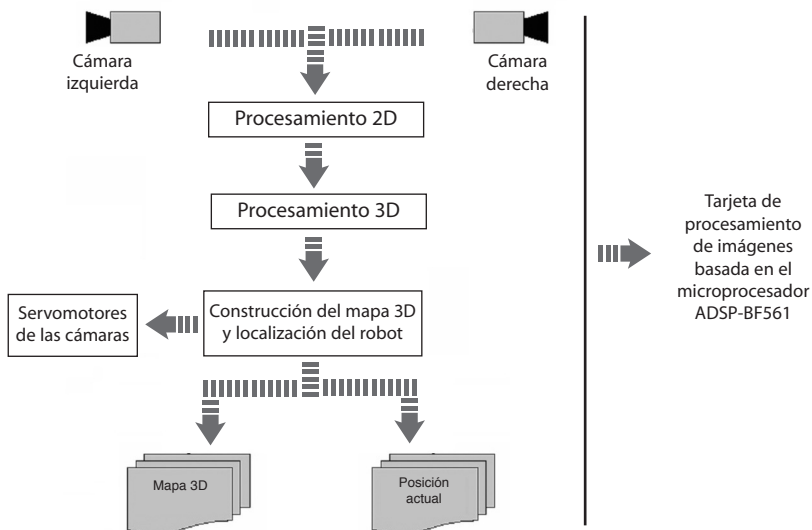 Cámara
izquierda
Cámara
derecha
Procesamiento 2D
Procesamiento 3D
Construcción del mapa 3D
y localización del robot
Servomotores
de las cámaras
Mapa 3D
Posición
actual
Tarjeta de
procesamiento
de imágenes
basada en el
microprocesador
ADSP-BF561